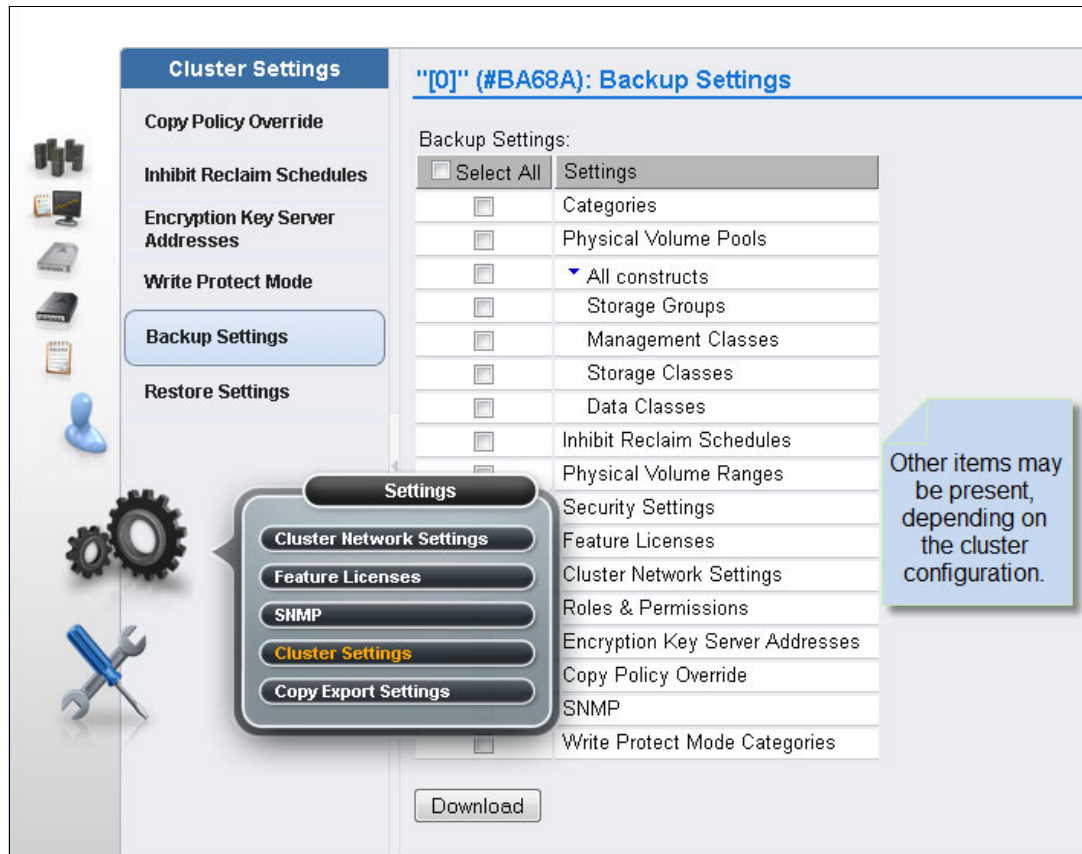 Cluster Settings
Copy Policy Override
Inhibit Reclaim Schedules
Encryption Key Server
Addresses
Write Protect Mode
Backup Settings
Restore Settings
"[0]" (#BA68A): Backup Settings
Backup Settings:
Select All Settings
Categories
Physical Volume Pools
All constructs
Storage Groups
Management Classes
Storage Classes
Data Classes
Inhibit Reclaim Schedules
Physical Volume Ranges
Security Settings
Feature Licenses
Cluster Network Settings
Roles & Permissions
Encryption Key Server Addresses
Copy Policy Override
SNMP
Write Protect Mode Categories
Download
Settings
Cluster Network Settings
Feature Licenses
SNMP
Cluster Settings
Copy Export Settings
Other items may
be present,
depending on
the cluster
configuration.